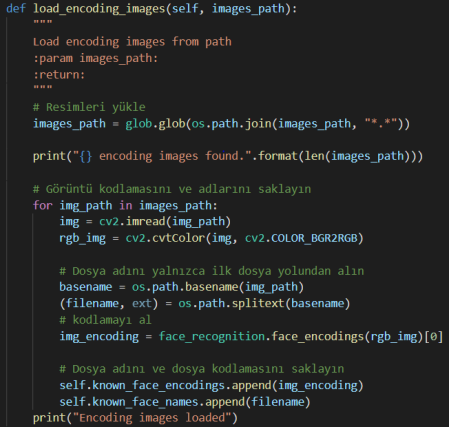 def load_encoding_images(self, images_path):
    """
    Load encoding images from path
    :param images_path:
    :return:
    """
    # Resimleri yükle
    images_path = glob.glob(os.path.join(images_path, "*.*"))

    print("{} encoding images found.".format(len(images_path)))

    # Görüntü kodlamasını ve adlarını saklayın
    for img_path in images_path:
        img = cv2.imread(img_path)
        rgb_img = cv2.cvtColor(img, cv2.COLOR_BGR2RGB)

        # Dosya adını yalnızca ilk dosya yolundan alın
        basename = os.path.basename(img_path)
        (filename, ext) = os.path.splitext(basename)
        # kodlamayı al
        img_encoding = face_recognition.face_encodings(rgb_img)[0]

        # Dosya adını ve dosya kodlamasını saklayın
        self.known_face_encodings.append(img_encoding)
        self.known_face_names.append(filename)
    print("Encoding images loaded")